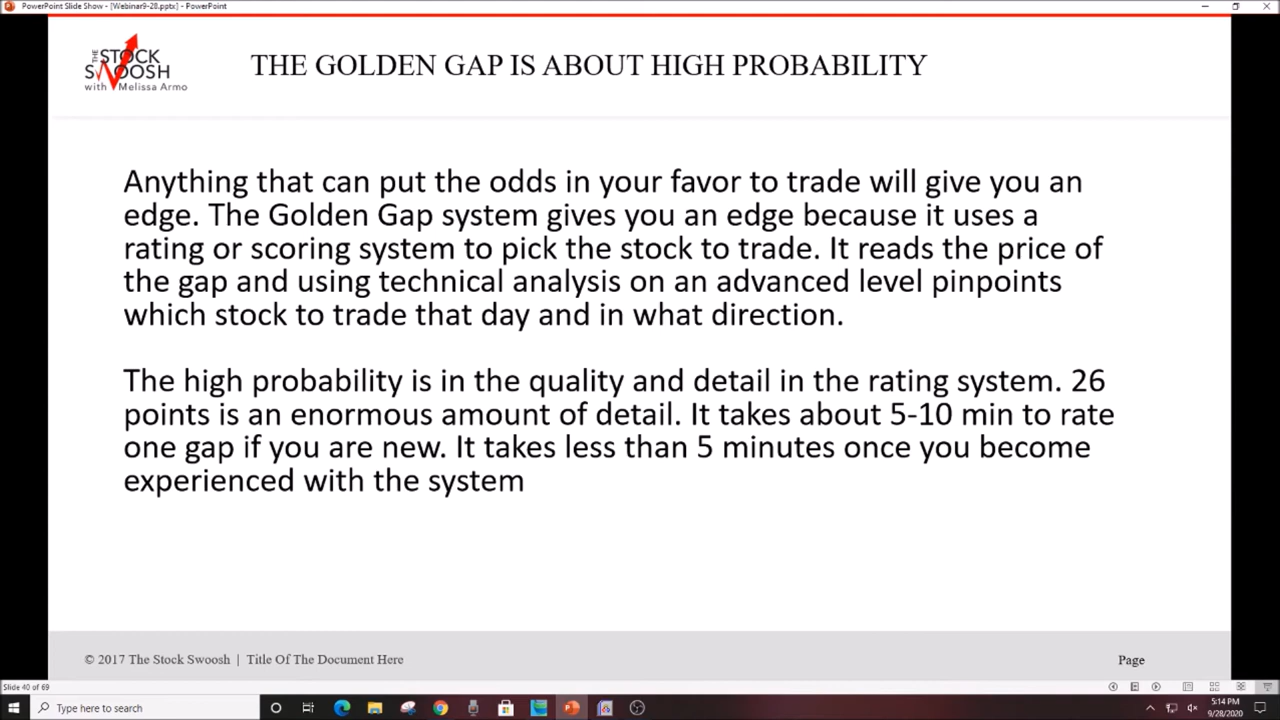 PowerPoint Slide Show - [Webinar9-28.pptx] - PowerPoint
THE STOCK
SWOOSH
with Melissa Armo
THE GOLDEN GAP IS ABOUT HIGH PROBABILITY
Anything that can put the odds in your favor to trade will give you an
edge. The Golden Gap system gives you an edge because it uses a
rating or scoring system to pick the stock to trade. It reads the price of
the gap and using technical analysis on an advanced level pinpoints
which stock to trade that day and in what direction.
The high probability is in the quality and detail in the rating system. 26
points is an enormous amount of detail. It takes about 5-10 min to rate
one gap if you are new. It takes less than 5 minutes once you become
experienced with the system
© 2017 The Stock Swoosh | Title Of The Document Here
Page
Slide 40 of 69
Type here to search
5:14 PM
9/28/2020